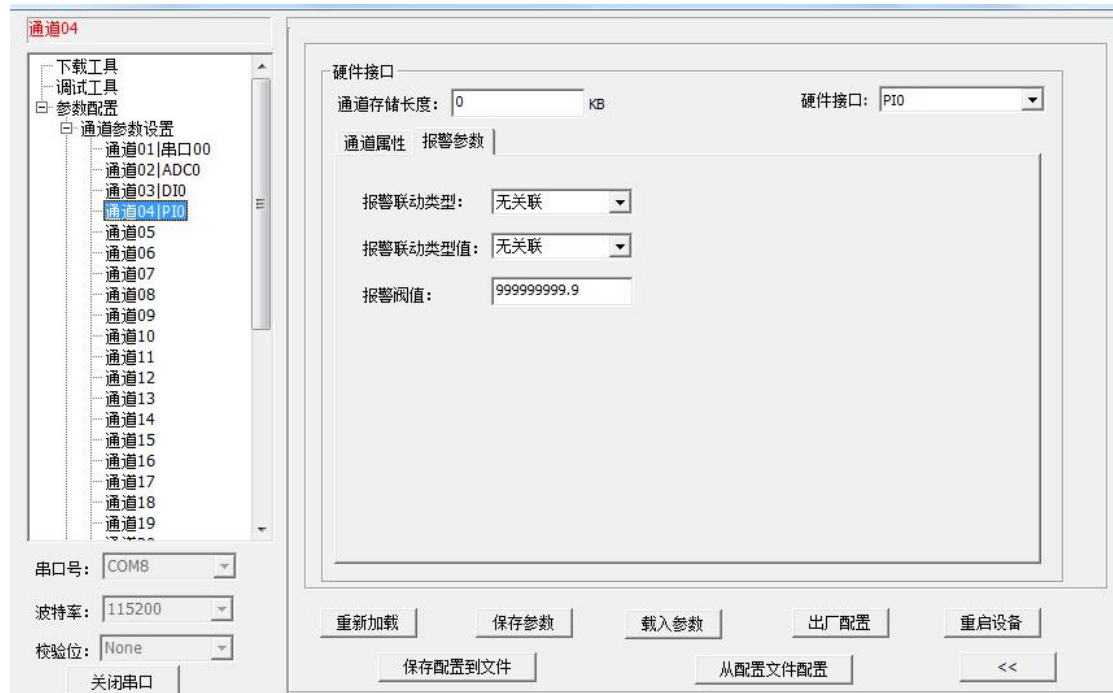 通道04
下载工具
调试工具
参数配置
通道参数设置
通道01|串口00
通道02|ADC0
通道03|DI0
通道04|PI0
通道05
通道06
通道07
通道08
通道09
通道10
通道11
通道12
通道13
通道14
通道15
通道16
通道17
通道18
通道19
串口号: COM8
波特率: 115200
校验位: None
关闭串口
硬件接口
通道存储长度: 0 KB
硬件接口: PI0
通道属性 报警参数
报警联动类型: 无关联
报警联动类型值: 无关联
报警阀值: 999999999.9
重新加载 保存参数 载入参数 出厂配置 重启设备
保存配置到文件 从配置文件配置 <<